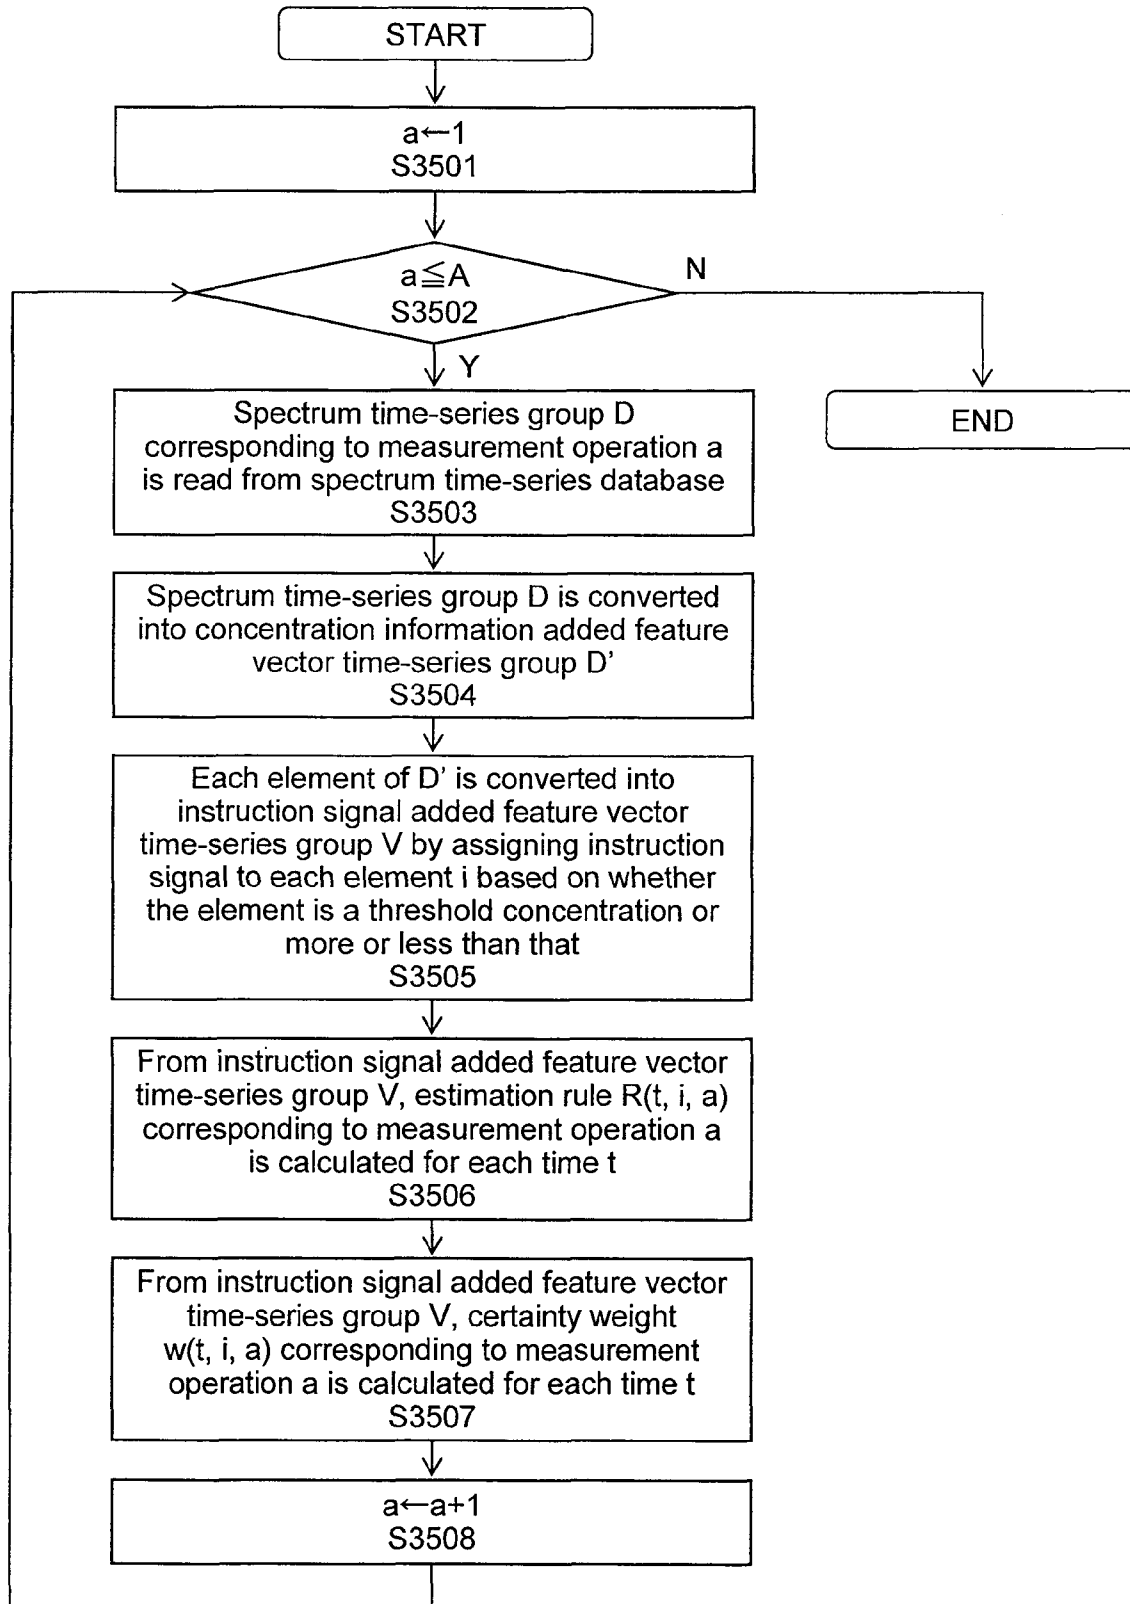 START
a←1
S3501
a≦A
S3502
N
Y
Spectrum time-series group D
corresponding to measurement operation a
is read from spectrum time-series database
S3503
END
Spectrum time-series group D is converted
into concentration information added feature
vector time-series group D’
S3504
Each element of D’ is converted into
instruction signal added feature vector
time-series group V by assigning instruction
signal to each element i based on whether
the element is a threshold concentration or
more or less than that
S3505
From instruction signal added feature vector
time-series group V, estimation rule R(t, i, a)
corresponding to measurement operation a
is calculated for each time t
S3506
From instruction signal added feature vector
time-series group V, certainty weight
w(t, i, a) corresponding to measurement
operation a is calculated for each time t
S3507
a←a+1
S3508